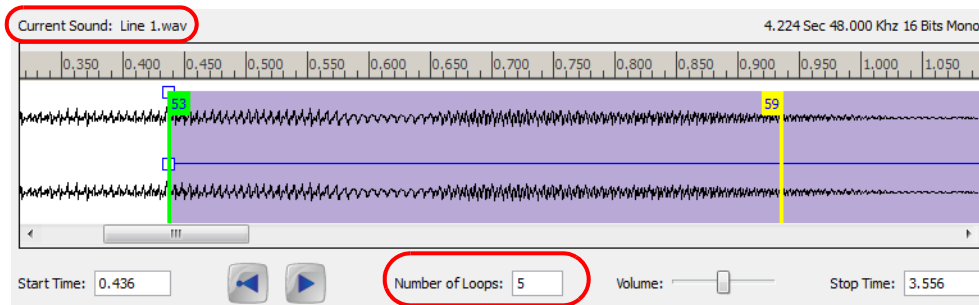 Current Sound: Line 1.wav 4.224 Sec 48.000 Khz 16 Bits Mono
0.350 0.400 0.450 0.500 0.550 0.600 0.650 0.700 0.750 0.800 0.850 0.900 0.950 1.000 1.050
53 59
Start Time: 0.436 Number of Loops: 5 Volume: Stop Time: 3.556